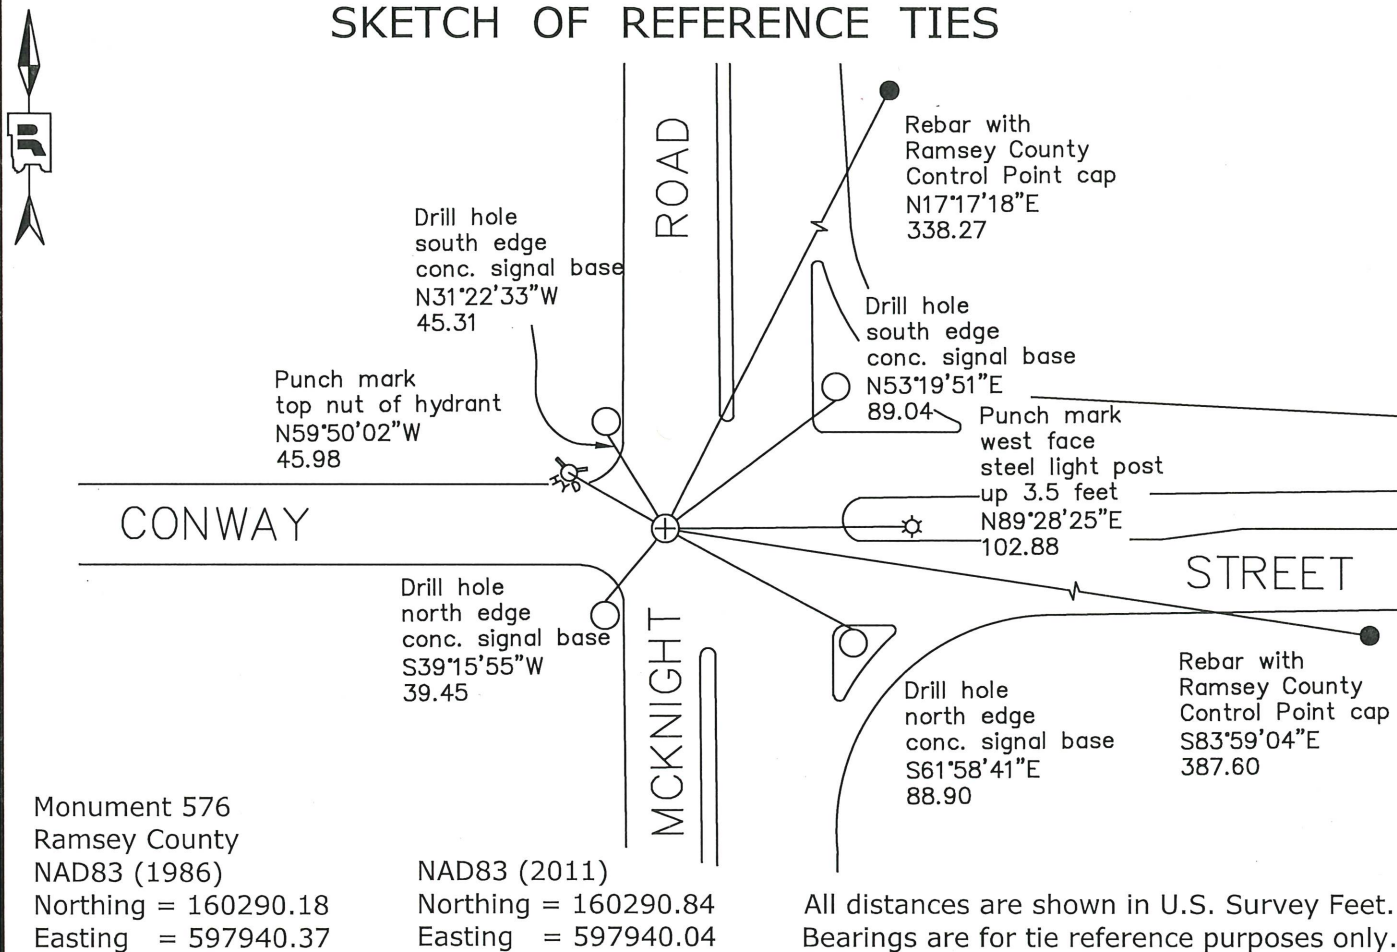 SKETCH OF REFERENCE TIES
R
ROAD
Rebar with
Ramsey County
Control Point cap
N17°17'18"E
338.27
Drill hole
south edge
conc. signal base
N31°22'33"W
45.31
Drill hole
south edge
conc. signal base
N53°19'51"E
89.04
Punch mark
top nut of hydrant
N59°50'02"W
45.98
Punch mark
west face
steel light post
up 3.5 feet
N89°28'25"E
102.88
HYD
CONWAY
STREET
Drill hole
north edge
conc. signal base
S39°15'55"W
39.45
MCKNIGHT
Drill hole
north edge
conc. signal base
S61°58'41"E
88.90
Rebar with
Ramsey County
Control Point cap
S83°59'04"E
387.60
Monument 576
Ramsey County
NAD83 (1986)
Northing = 160290.18
Easting = 597940.37
NAD83 (2011)
Northing = 160290.84
Easting = 597940.04
All distances are shown in U.S. Survey Feet.
Bearings are for tie reference purposes only.